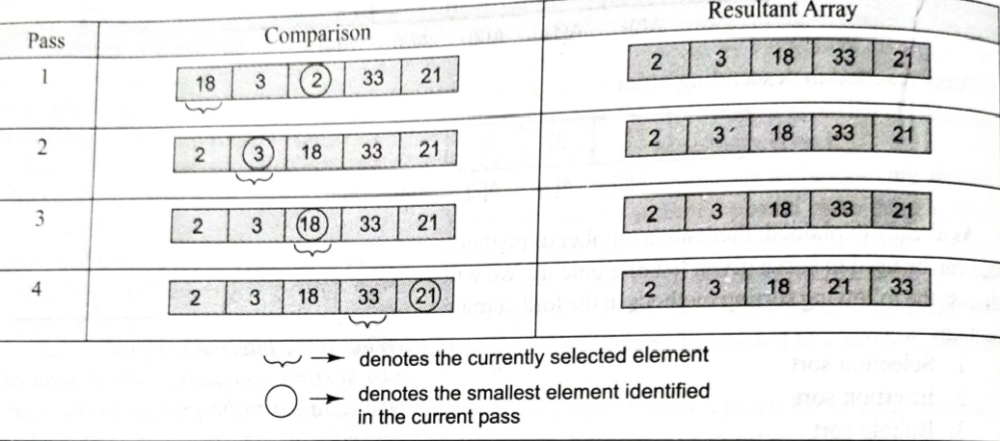 Pass Comparison Resultant Array
1 18 3 2 33 21 2 3 18 33 21
2 2 3 18 33 21 2 3 18 33 21
3 2 3 18 33 21 2 3 18 33 21
4 2 3 18 33 21 2 3 18 21 33
denotes the currently selected element
denotes the smallest element identified
in the current pass